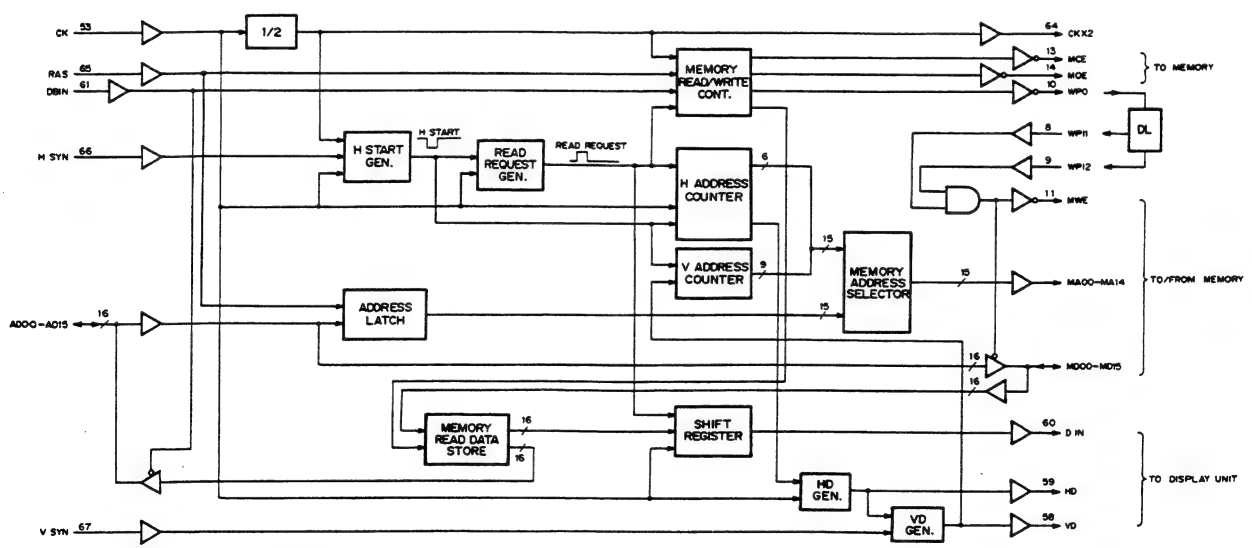 CK 53
1/2
64 CKX2
RAS 65
DBIN 61
MEMORY
READ/WRITE
CONT.
13 MCE
14 MOE
TO MEMORY
10 WPO
DL
8 WPI1
9 WPI2
H SYN 66
H START
GEN.
H START
READ
REQUEST
GEN.
READ REQUEST
H ADDRESS
COUNTER
6
11 MWE
V ADDRESS
COUNTER
9
15
MEMORY
ADDRESS
SELECTOR
15
MA00-MA14
TO/FROM MEMORY
AD00-AD15 16
ADDRESS
LATCH
15
16
MD00-MD15
16
MEMORY
READ DATA
STORE
16
16
SHIFT
REGISTER
60 D IN
TO DISPLAY UNIT
HD
GEN.
59 HD
V SYN 67
VD
GEN.
58 VD